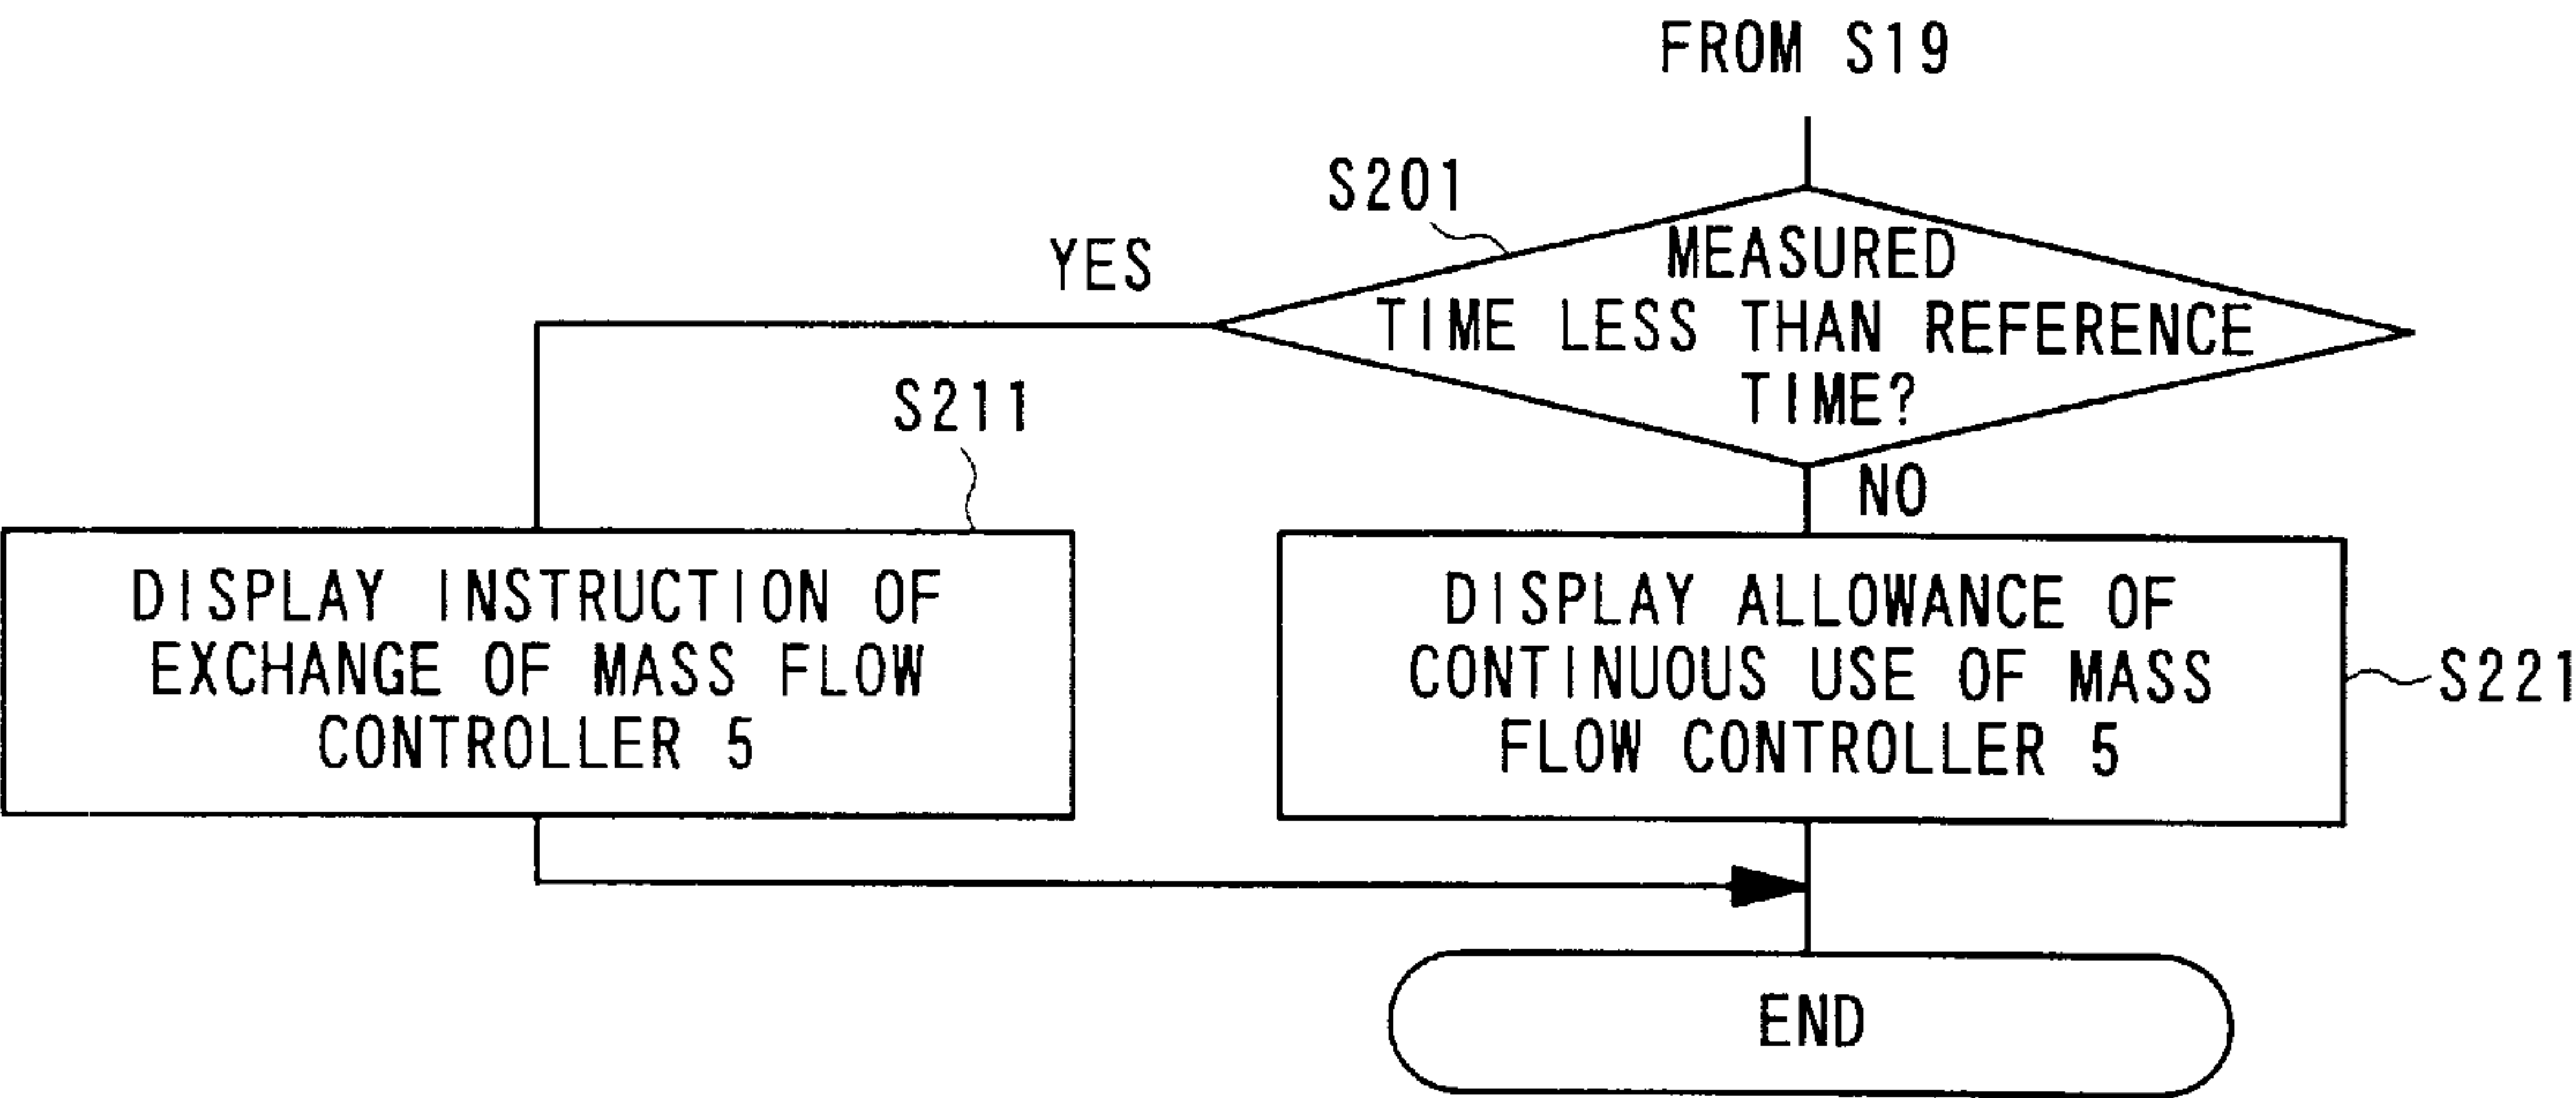 FROM S19
S201
YES
MEASURED
TIME LESS THAN REFERENCE
TIME?
NO
S211
DISPLAY INSTRUCTION OF
EXCHANGE OF MASS FLOW
CONTROLLER 5
DISPLAY ALLOWANCE OF
CONTINUOUS USE OF MASS
FLOW CONTROLLER 5
S221
END